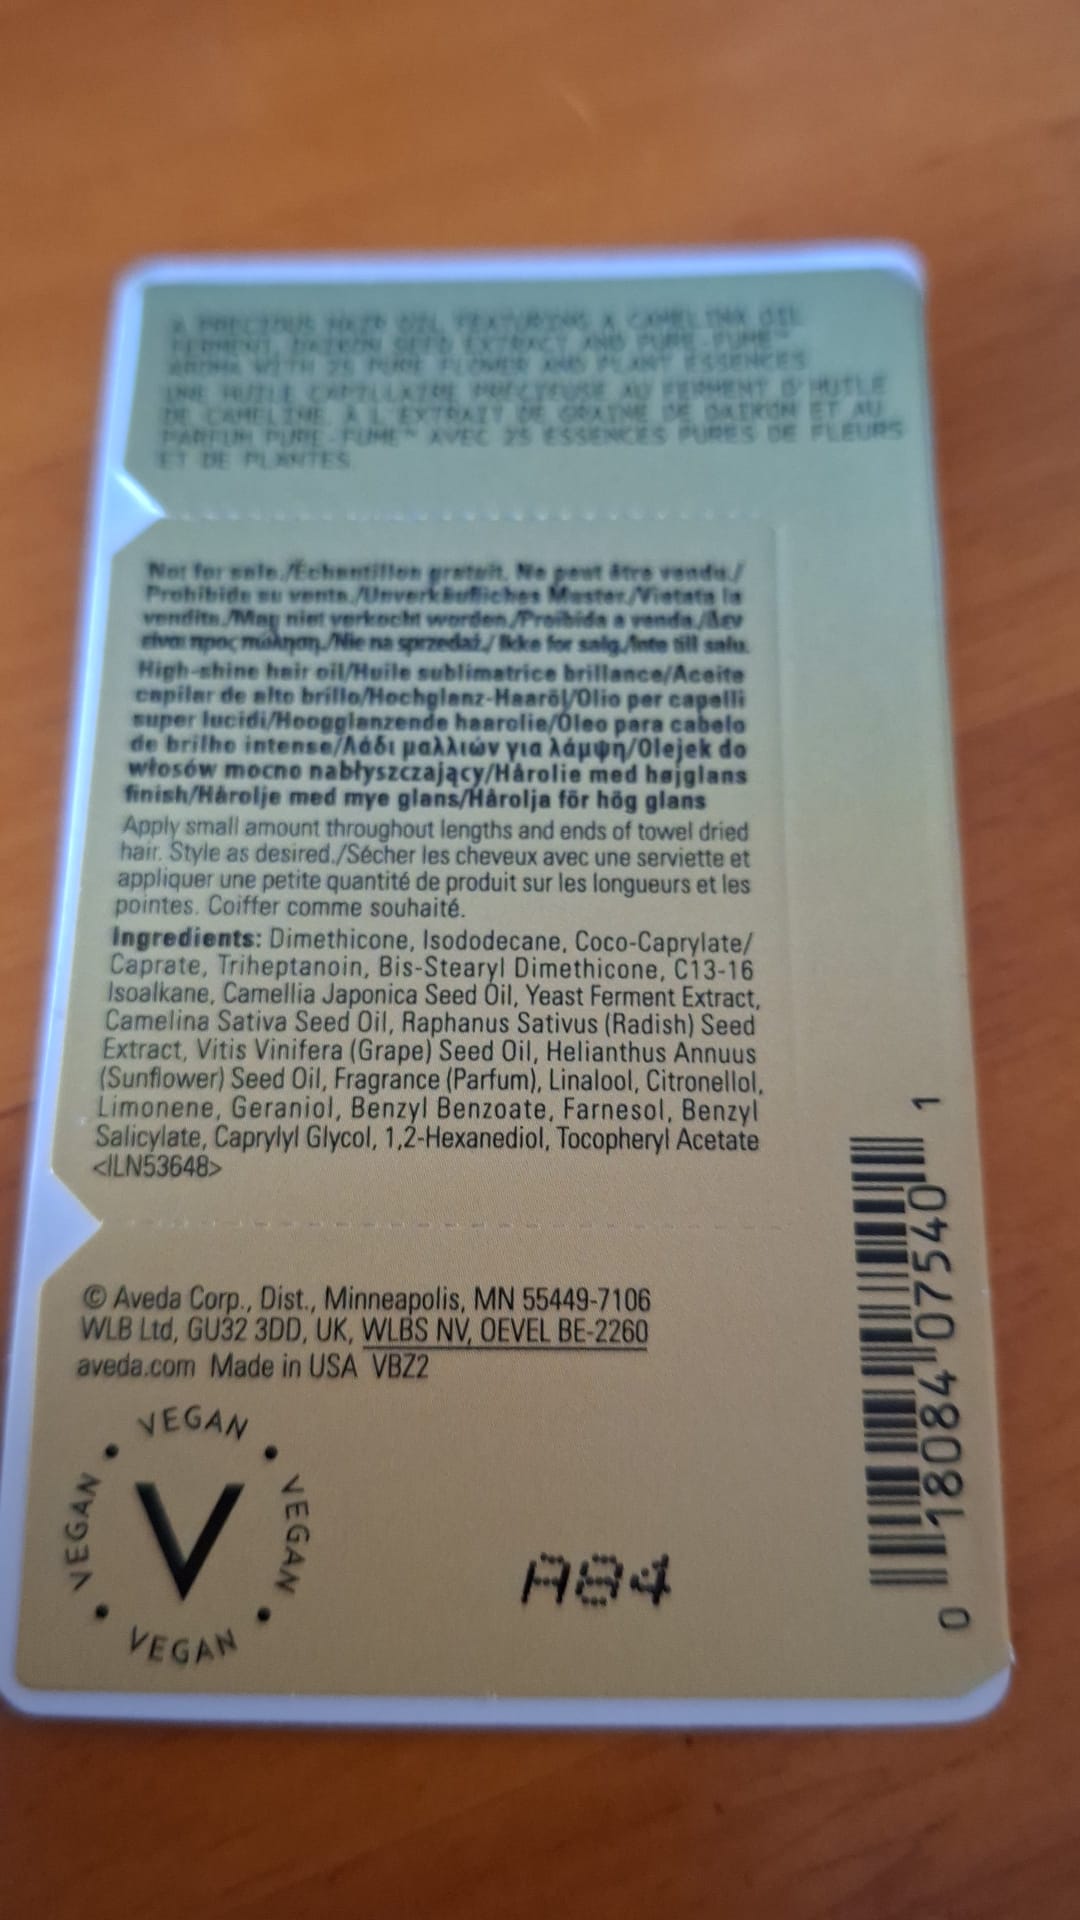 A PRECIOUS HAIR OIL FEATURING A CAMELINA OIL
FERMENT, DAIKON SEED EXTRACT AND PURE-FUME™
AROMA WITH 25 PURE FLOWER AND PLANT ESSENCES
UNE HUILE CAPILLAIRE PRÉCIEUSE AU FERMENT D'HUILE
DE CAMELINE, À L'EXTRAIT DE GRAINE DE DAIKON ET AU
PARFUM PURE-FUME™ AVEC 25 ESSENCES PURES DE FLEURS
ET DE PLANTES.
Not for sale./Échantillon gratuit. Ne peut être vendu./
Prohibida su venta./Unverkäufliches Muster./Vietata la
vendita./Mag niet verkocht worden./Proibida a venda./Δεν
είναι προς πώληση./Nie na sprzedaż./ Ikke for salg./Inte till salu.
High-shine hair oil/Huile sublimatrice brillance/Aceite
capilar de alto brillo/Hochglanz-Haaröl/Olio per capelli
super lucidi/Hoogglanzende haarolie/Óleo para cabelo
de brilho intense/Λάδι μαλλιών για λάμψη/Olejek do
włosów mocno nabłyszczający/Hårolie med højglans
finish/Hårolje med mye glans/Hårolja för hög glans
Apply small amount throughout lengths and ends of towel dried
hair. Style as desired./Sécher les cheveux avec une serviette et
appliquer une petite quantité de produit sur les longueurs et les
pointes. Coiffer comme souhaité.
Ingredients: Dimethicone, Isododecane, Coco-Caprylate/
Caprate, Triheptanoin, Bis-Stearyl Dimethicone, C13-16
Isoalkane, Camellia Japonica Seed Oil, Yeast Ferment Extract,
Camelina Sativa Seed Oil, Raphanus Sativus (Radish) Seed
Extract, Vitis Vinifera (Grape) Seed Oil, Helianthus Annuus
(Sunflower) Seed Oil, Fragrance (Parfum), Linalool, Citronellol,
Limonene, Geraniol, Benzyl Benzoate, Farnesol, Benzyl
Salicylate, Caprylyl Glycol, 1,2-Hexanediol, Tocopheryl Acetate
<ILN53648>
© Aveda Corp., Dist., Minneapolis, MN 55449-7106
WLB Ltd, GU32 3DD, UK, WLBS NV, OEVEL BE-2260
aveda.com Made in USA VBZ2
VEGAN
VEGAN
VEGAN
VEGAN
V
A84
0 18084 07540 1